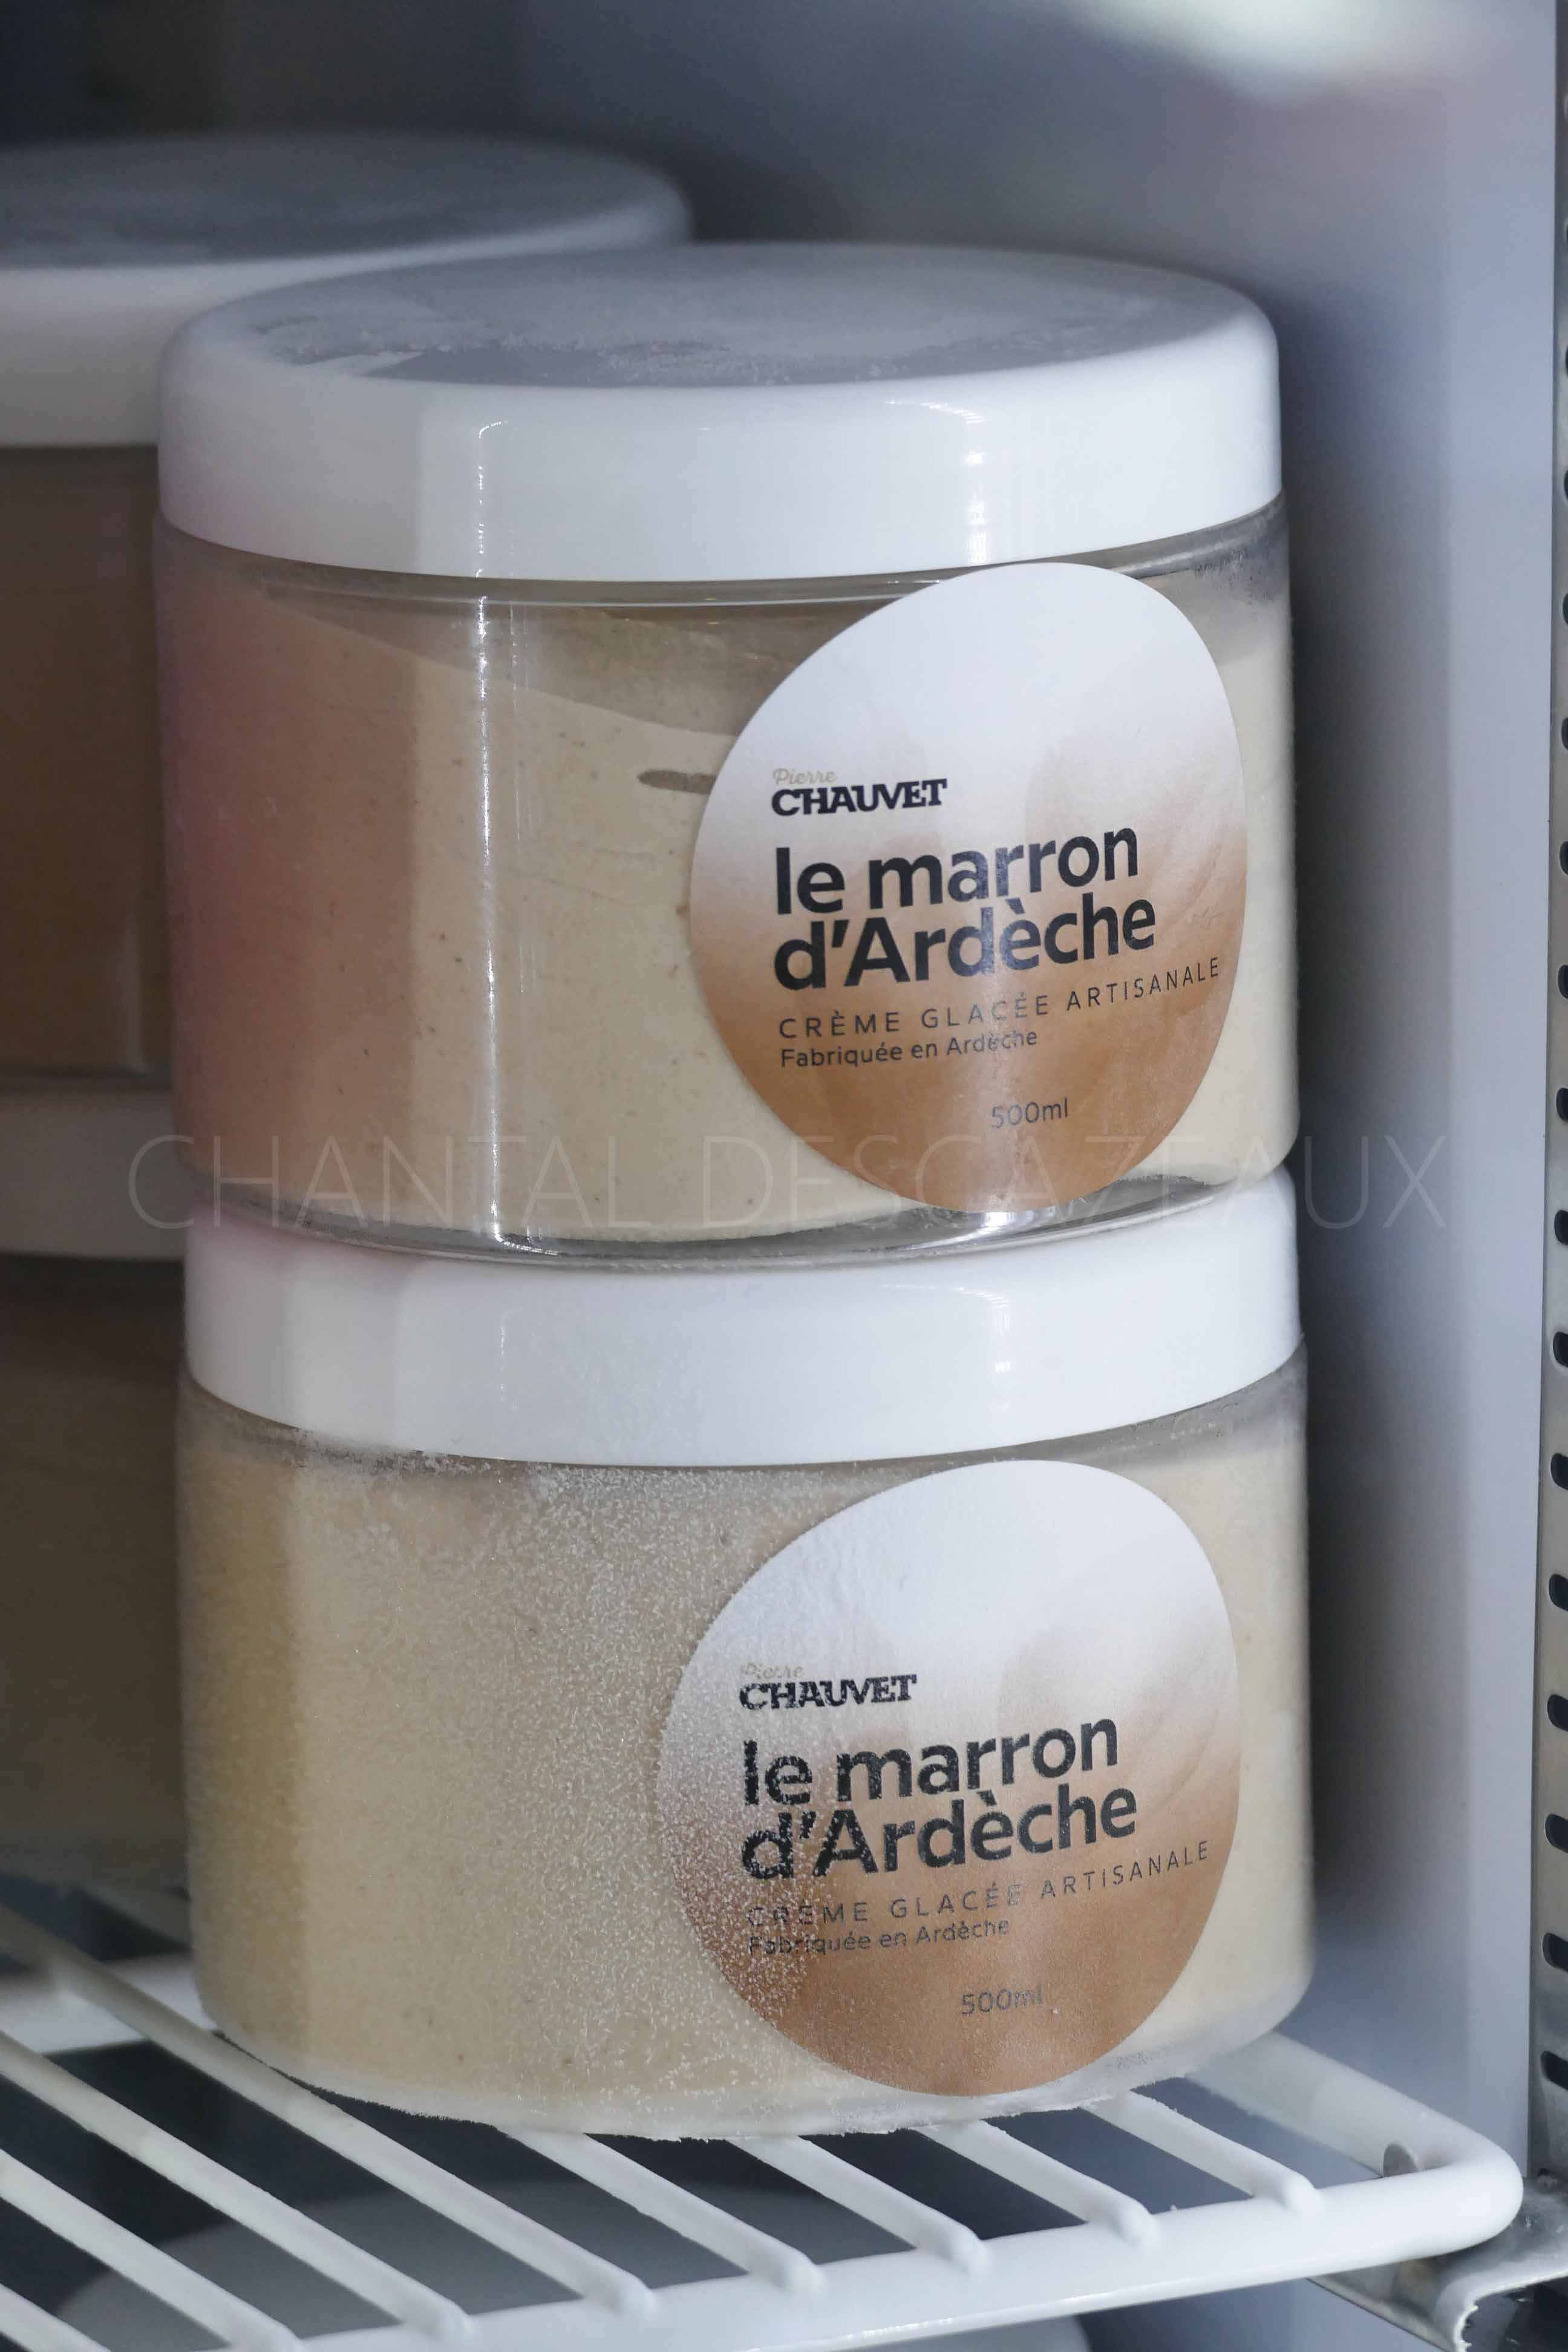 Pierre
CHAUVET
le marron
d'Ardèche
CRÈME GLACÉE ARTISANALE
Fabriquée en Ardèche
500ml
CHANTAL DESCAZEAUX
Pierre
CHAUVET
le marron
d'Ardèche
CRÈME GLACÉE ARTISANALE
Fabriquée en Ardèche
500ml